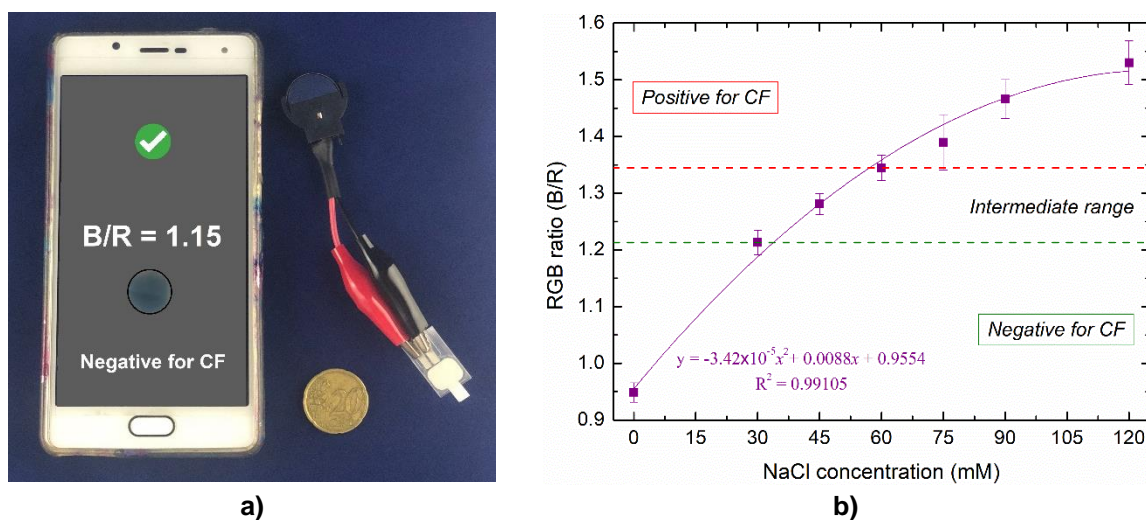 B/R = 1.15
Negative for CF
20
a)
RGB ratio (B/R)
1.6
1.5
1.4
1.3
1.2
1.1
1.0
0.9
Positive for CF
Intermediate range
Negative for CF
y = -3.42x10⁻⁵x² + 0.0088x + 0.9554
R² = 0.99105
0 15 30 45 60 75 90 105 120
NaCl concentration (mM)
b)